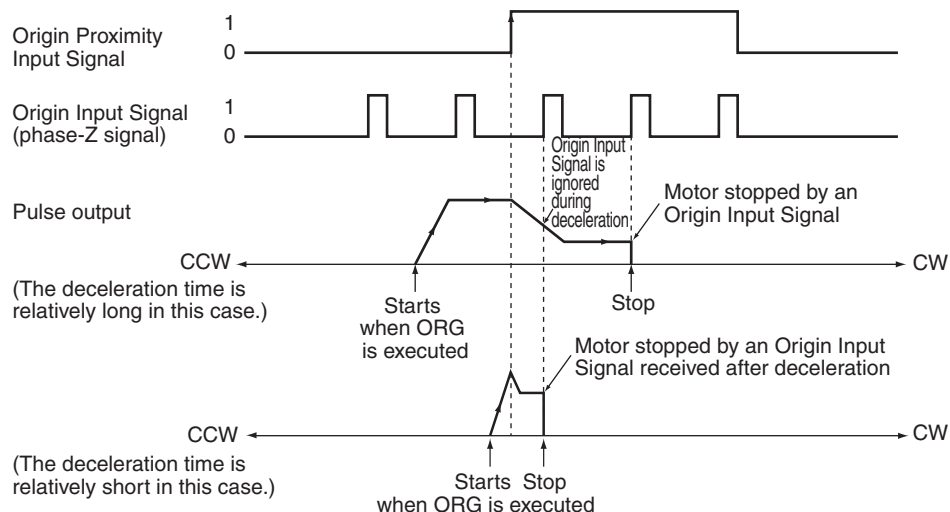 Origin Proximity
Input Signal
1
0
Origin Input Signal
(phase-Z signal)
1
0
Origin Input
Signal is
ignored
during
deceleration
Pulse output
Motor stopped by an
Origin Input Signal
CCW
CW
(The deceleration time is
relatively long in this case.)
Starts
when ORG
is executed
Stop
Motor stopped by an Origin Input
Signal received after deceleration
CCW
CW
(The deceleration time is
relatively short in this case.)
Starts Stop
when ORG is executed